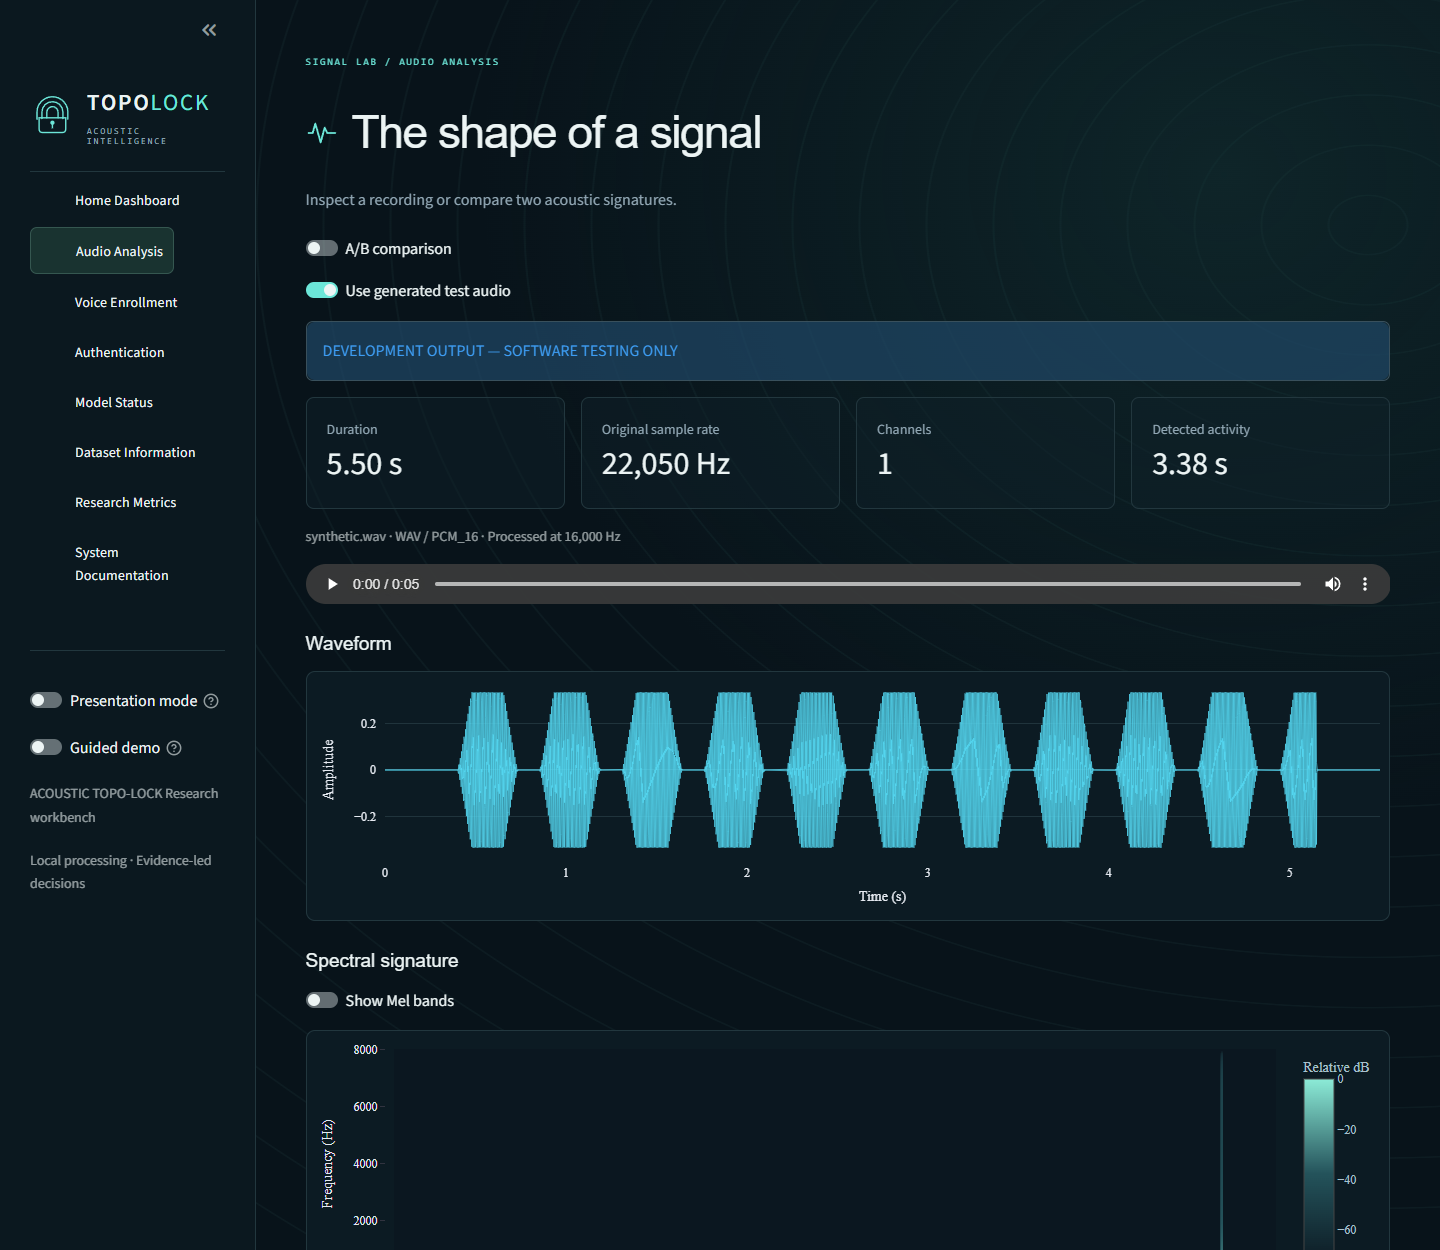 TOPOLOCK
ACOUSTIC
INTELLIGENCE
Home Dashboard
Audio Analysis
Voice Enrollment
Authentication
Model Status
Dataset Information
Research Metrics
System
Documentation
Presentation mode
Guided demo
ACOUSTIC TOPO-LOCK Research
workbench
Local processing · Evidence-led
decisions
SIGNAL LAB / AUDIO ANALYSIS
The shape of a signal
Inspect a recording or compare two acoustic signatures.
A/B comparison
Use generated test audio
DEVELOPMENT OUTPUT — SOFTWARE TESTING ONLY
Duration
5.50 s
Original sample rate
22,050 Hz
Channels
1
Detected activity
3.38 s
synthetic.wav · WAV / PCM_16 · Processed at 16,000 Hz
0:00 / 0:05
Waveform
Amplitude
0.2
0
−0.2
0 1 2 3 4 5
Time (s)
Spectral signature
Show Mel bands
Frequency (Hz)
8000
6000
4000
2000
Relative dB
0
−20
−40
−60